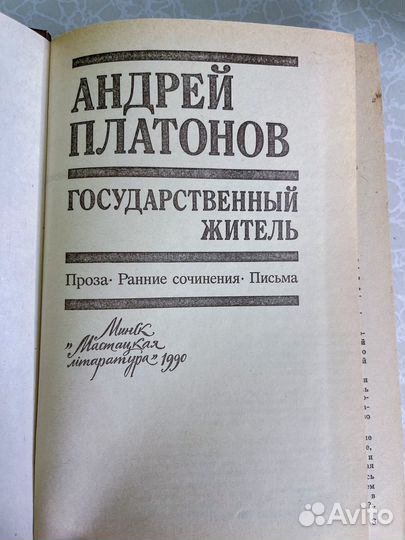 АНДРЕЙ
ПЛАТОНОВ
ГОСУДАРСТВЕННЫЙ
ЖИТЕЛЬ
Проза· Ранние сочинения· Письма
Минск
"Мастацкая
літаратура" 1990
Avito